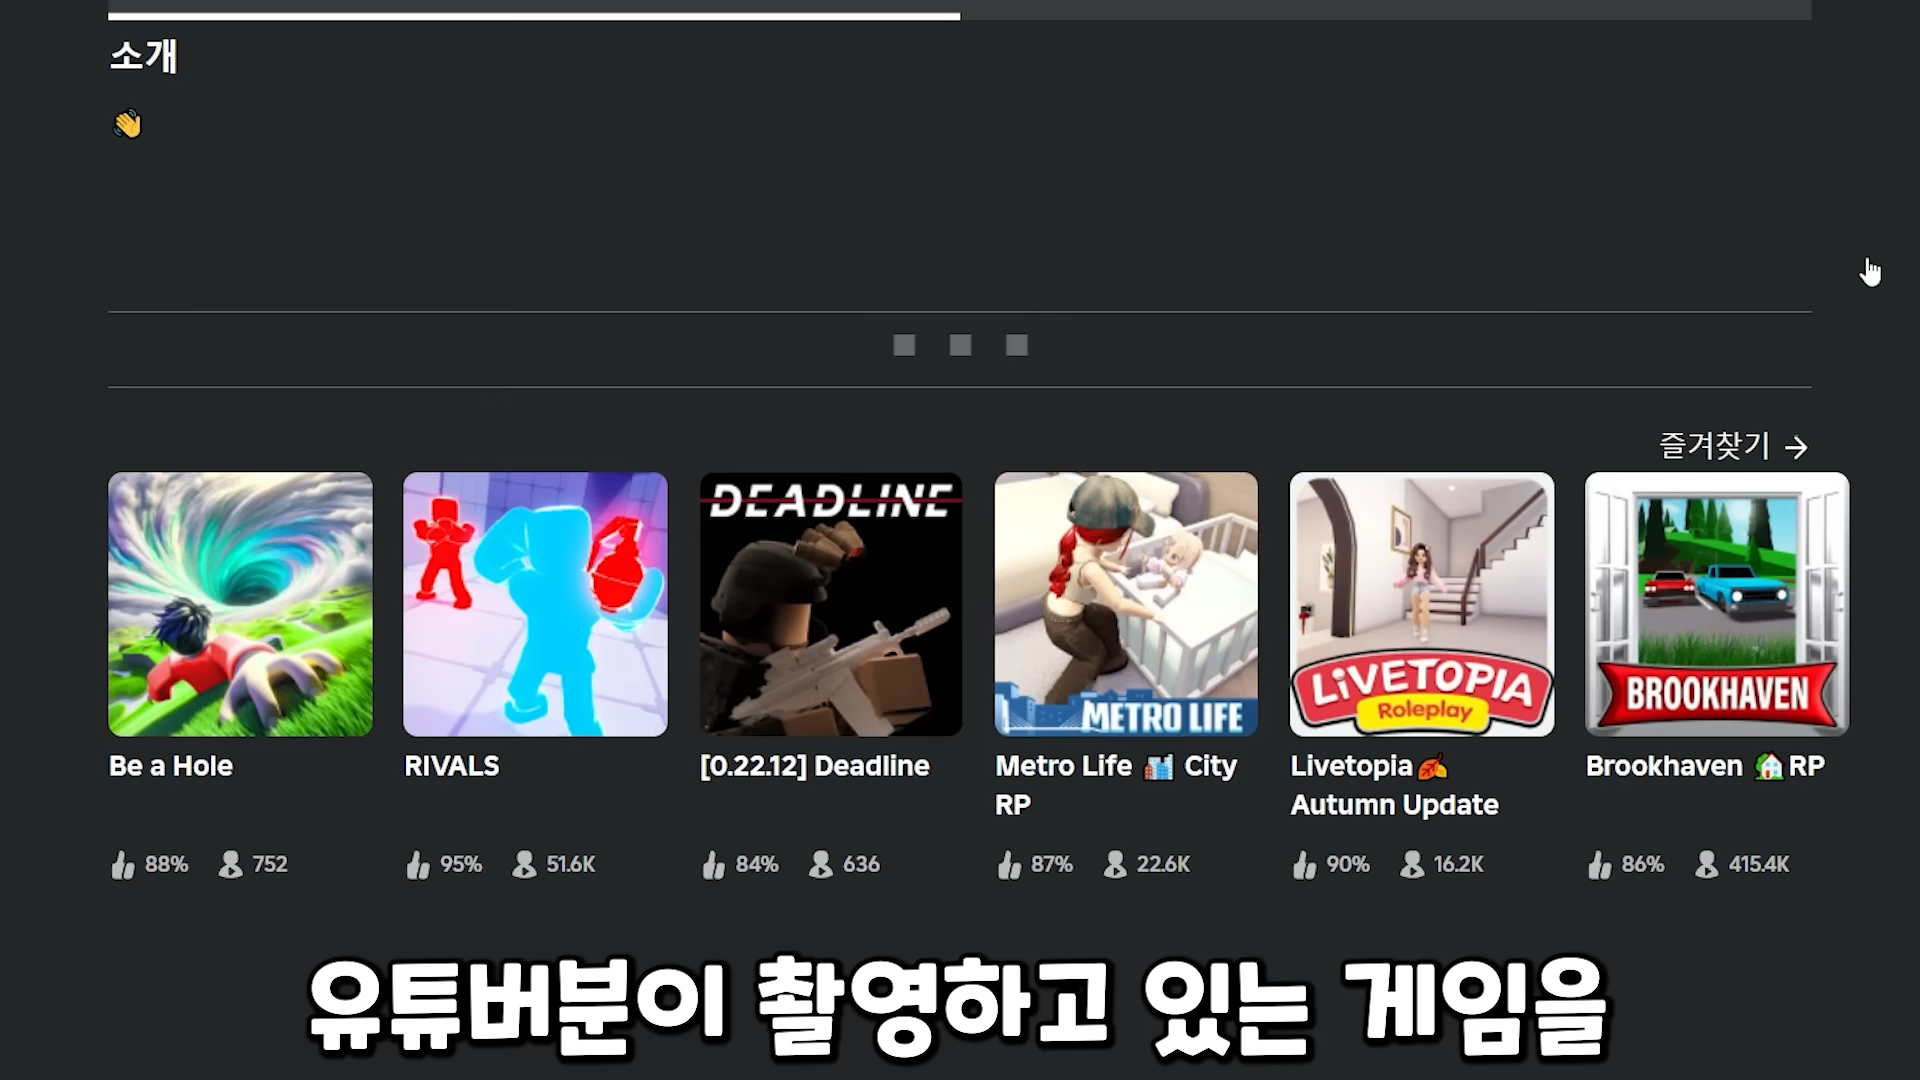 소개
👋
즐겨찾기 →
DEADLINE
METRO LIFE
LiVETOPIA
Roleplay
BROOKHAVEN
Be a Hole
RIVALS
[0.22.12] Deadline
Metro Life 🏙️ City
RP
Livetopia🍂
Autumn Update
Brookhaven 🏡RP
88% 752
95% 51.6K
84% 636
87% 22.6K
90% 16.2K
86% 415.4K
유튜버분이 촬영하고 있는 게임을